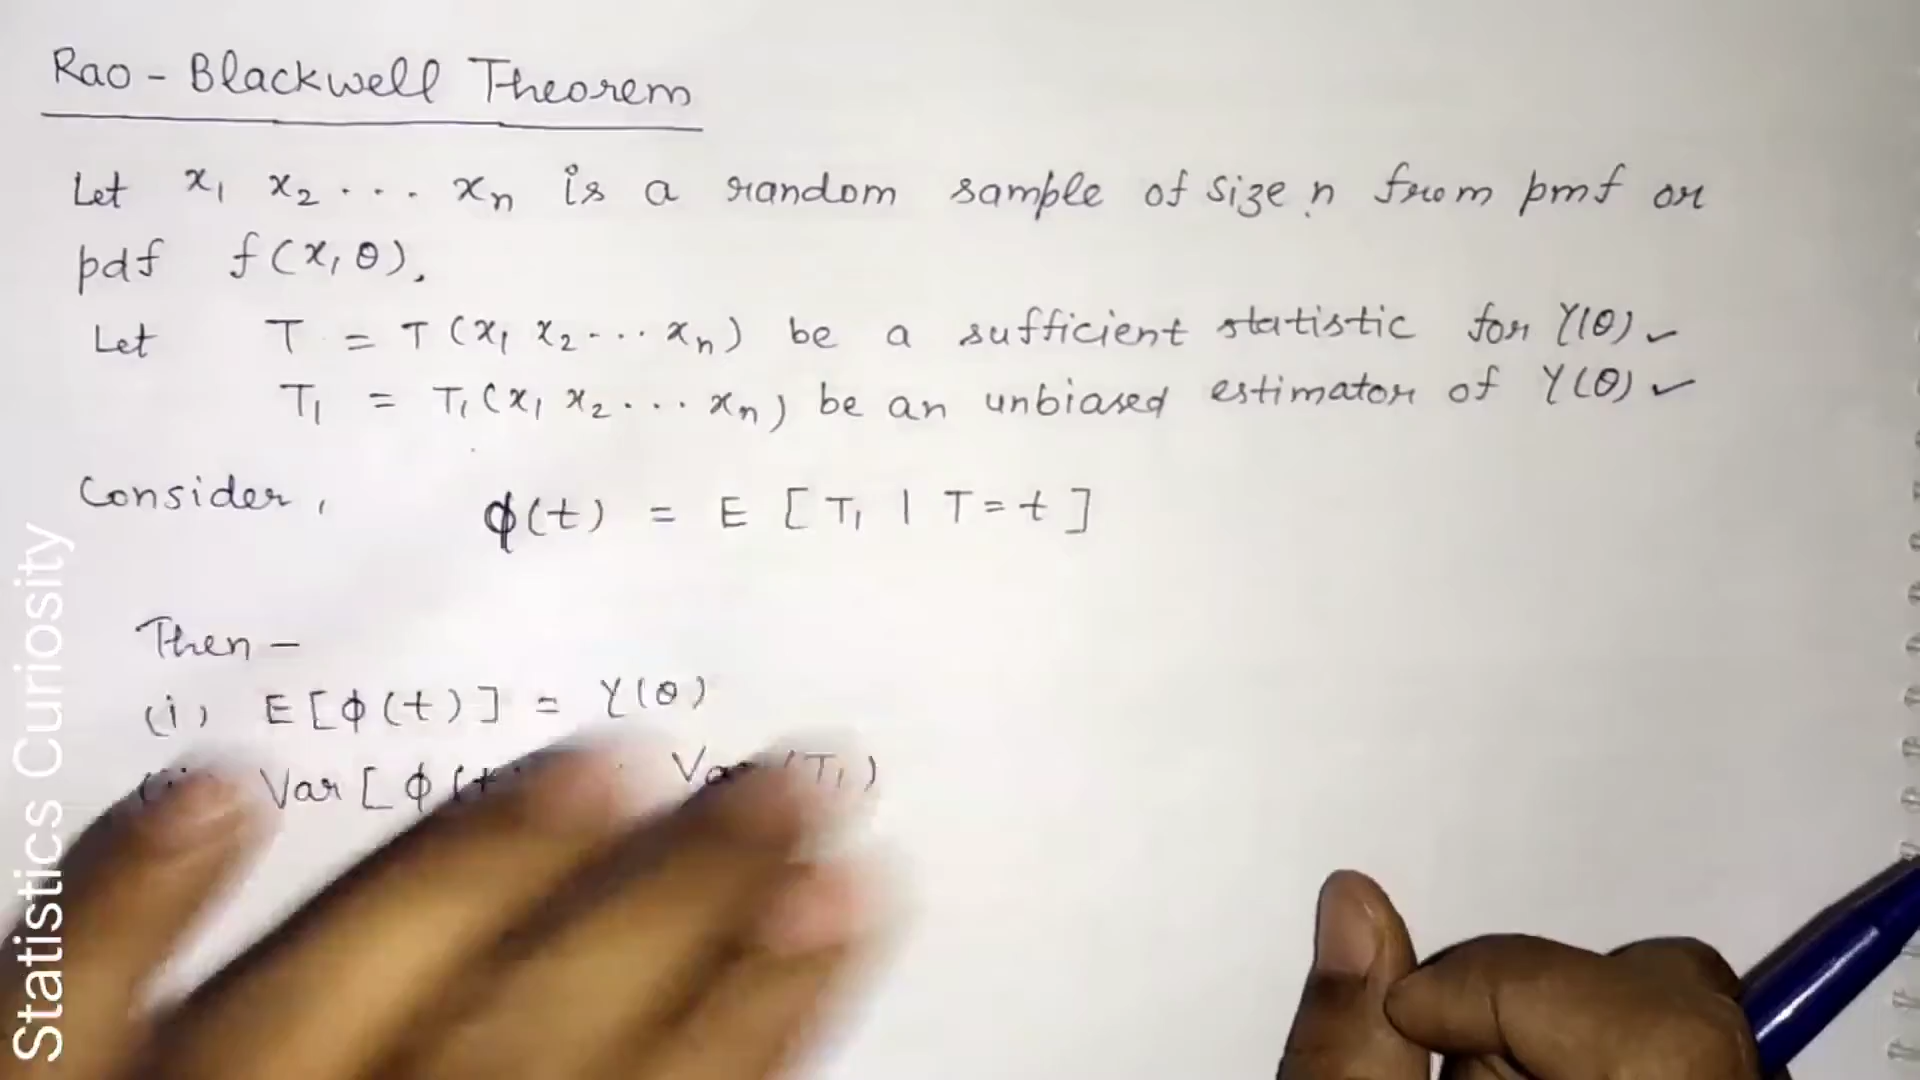 Rao - Blackwell Theorem
Let x₁ x₂ ... xₙ is a random sample of size n from pmf or
pdf f(x, θ).
Let T = T (x₁ x₂ ... xₙ) be a sufficient statistic for γ(θ) ✓
T₁ = T₁ (x₁ x₂ ... xₙ) be an unbiased estimator of γ(θ) ✓
Consider, ϕ(t) = E [T₁ | T = t]
Then -
(i) E[ϕ(t)] = γ(θ)
Var [ϕ(t Var (T₁)
Statistics Curiosity